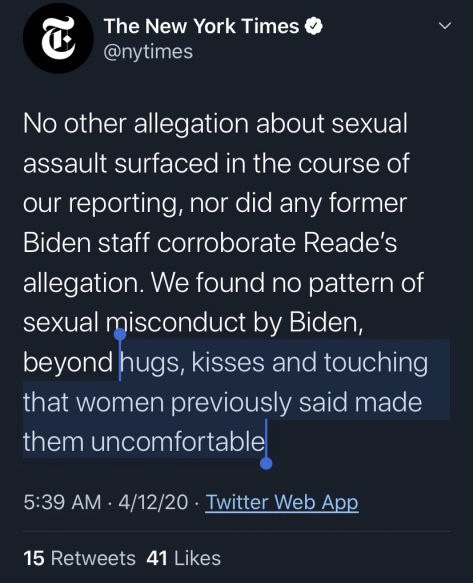 The New York Times
@nytimes
No other allegation about sexual
assault surfaced in the course of
our reporting, nor did any former
Biden staff corroborate Reade’s
allegation. We found no pattern of
sexual misconduct by Biden,
beyond hugs, kisses and touching
that women previously said made
them uncomfortable
5:39 AM · 4/12/20 · Twitter Web App
15 Retweets 41 Likes